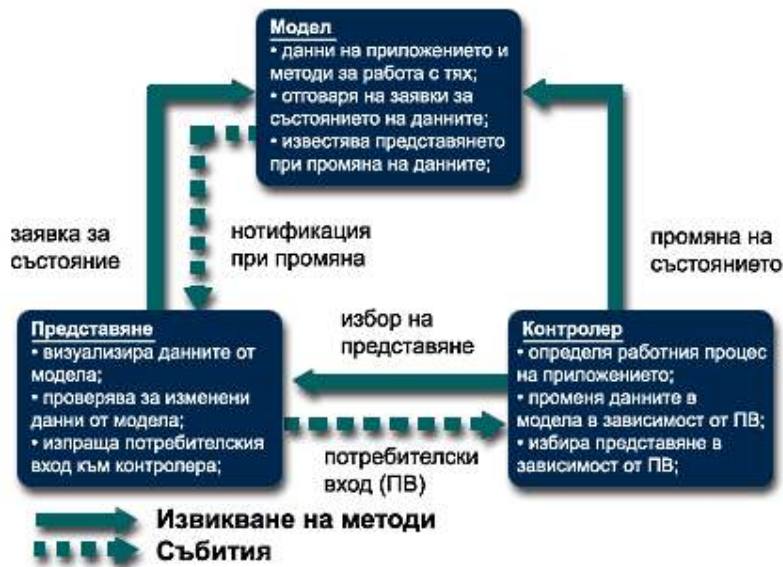 Модел
• данни на приложението и
методи за работа с тях;
• отговаря на заявки за
състоянието на данните;
• известява представянето
при промяна на данните;
заявка за
състояние
нотификация
при промяна
промяна на
състоянието
Представяне
• визуализира данните от
модела;
• проверява за изменени
данни от модела;
• изпраща потребителския
вход към контролера;
избор на
представяне
потребителски
вход (ПВ)
Контролер
• определя работния процес
на приложението;
• променя данните в
модела в зависимост от ПВ;
• избира представяне в
зависимост от ПВ;
Извикване на методи
Събития